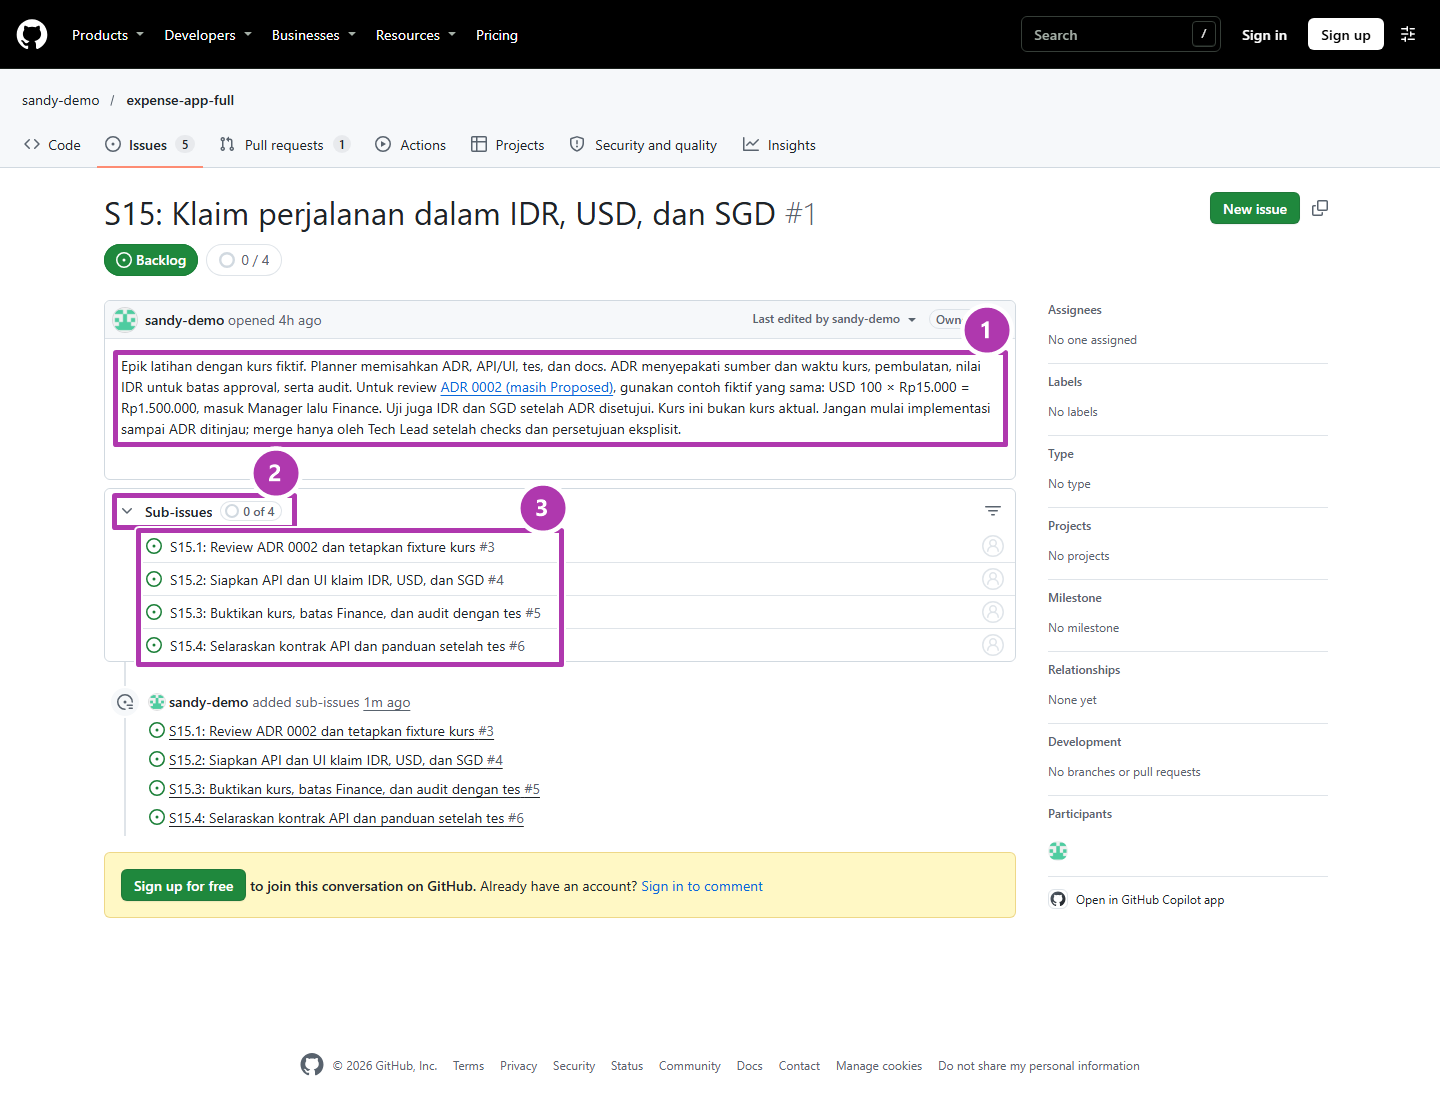 Products Developers Businesses Resources Pricing Search / Sign in Sign up
sandy-demo / expense-app-full
Code Issues 5 Pull requests 1 Actions Projects Security and quality Insights
S15: Klaim perjalanan dalam IDR, USD, dan SGD #1
New issue
Backlog 0 / 4
sandy-demo opened 4h ago Last edited by sandy-demo Own
1
Epik latihan dengan kurs fiktif. Planner memisahkan ADR, API/UI, tes, dan docs. ADR menyepakati sumber dan waktu kurs, pembulatan, nilai
IDR untuk batas approval, serta audit. Untuk review ADR 0002 (masih Proposed), gunakan contoh fiktif yang sama: USD 100 × Rp15.000 =
Rp1.500.000, masuk Manager lalu Finance. Uji juga IDR dan SGD setelah ADR disetujui. Kurs ini bukan kurs aktual. Jangan mulai implementasi
sampai ADR ditinjau; merge hanya oleh Tech Lead setelah checks dan persetujuan eksplisit.
2
Sub-issues 0 of 4
3
S15.1: Review ADR 0002 dan tetapkan fixture kurs #3
S15.2: Siapkan API dan UI klaim IDR, USD, dan SGD #4
S15.3: Buktikan kurs, batas Finance, dan audit dengan tes #5
S15.4: Selaraskan kontrak API dan panduan setelah tes #6
sandy-demo added sub-issues 1m ago
S15.1: Review ADR 0002 dan tetapkan fixture kurs #3
S15.2: Siapkan API dan UI klaim IDR, USD, dan SGD #4
S15.3: Buktikan kurs, batas Finance, dan audit dengan tes #5
S15.4: Selaraskan kontrak API dan panduan setelah tes #6
Sign up for free to join this conversation on GitHub. Already have an account? Sign in to comment
Assignees
No one assigned
Labels
No labels
Type
No type
Projects
No projects
Milestone
No milestone
Relationships
None yet
Development
No branches or pull requests
Participants
Open in GitHub Copilot app
© 2026 GitHub, Inc. Terms Privacy Security Status Community Docs Contact Manage cookies Do not share my personal information